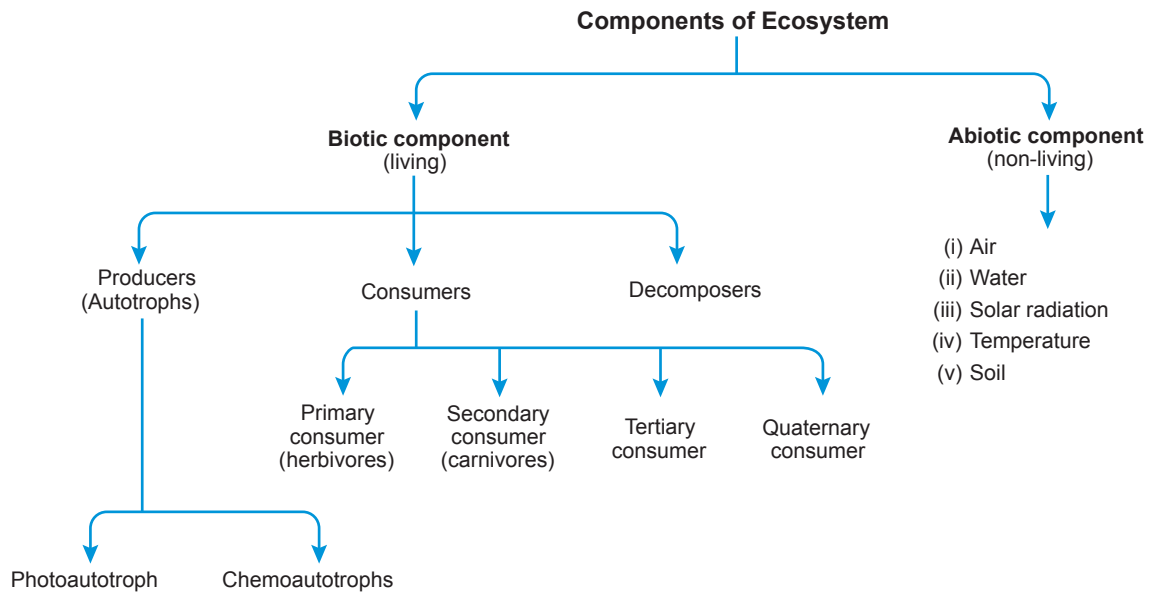 Components of Ecosystem
Biotic component
(living)
Abiotic component
(non-living)
Producers
(Autotrophs)
Consumers
Decomposers
(i) Air
(ii) Water
(iii) Solar radiation
(iv) Temperature
(v) Soil
Primary
consumer
(herbivores)
Secondary
consumer
(carnivores)
Tertiary
consumer
Quaternary
consumer
Photoautotroph
Chemoautotrophs